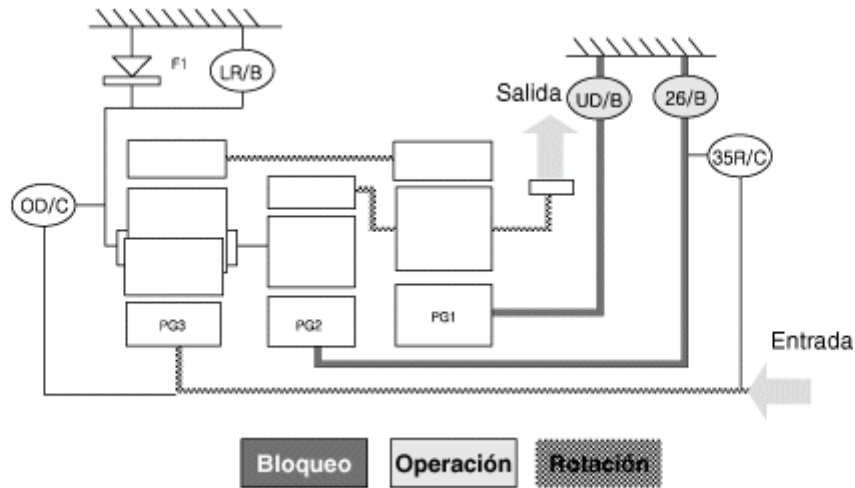 F1
LR/B
Salida
UD/B
26/B
35R/C
OD/C
PG3
PG2
PG1
Entrada
Bloqueo
Operación
Rotación